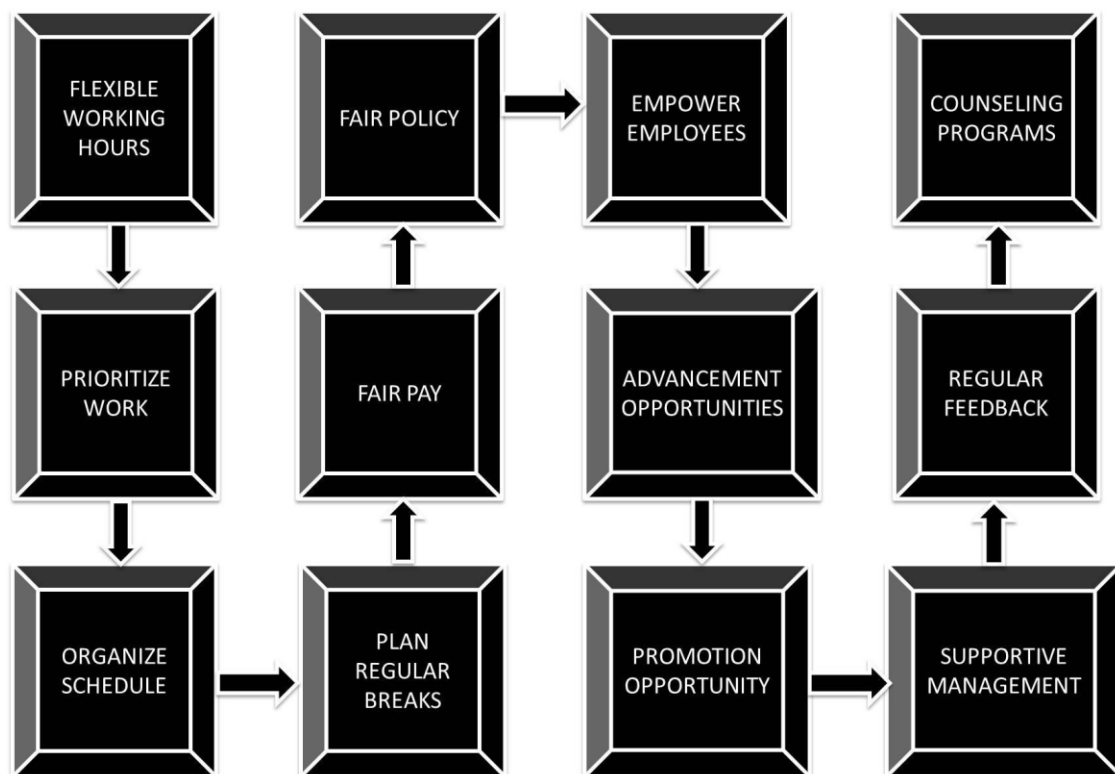 FLEXIBLE
WORKING
HOURS
PRIORITIZE
WORK
ORGANIZE
SCHEDULE
PLAN
REGULAR
BREAKS
FAIR PAY
FAIR POLICY
EMPOWER
EMPLOYEES
ADVANCEMENT
OPPORTUNITIES
PROMOTION
OPPORTUNITY
SUPPORTIVE
MANAGEMENT
REGULAR
FEEDBACK
COUNSELING
PROGRAMS